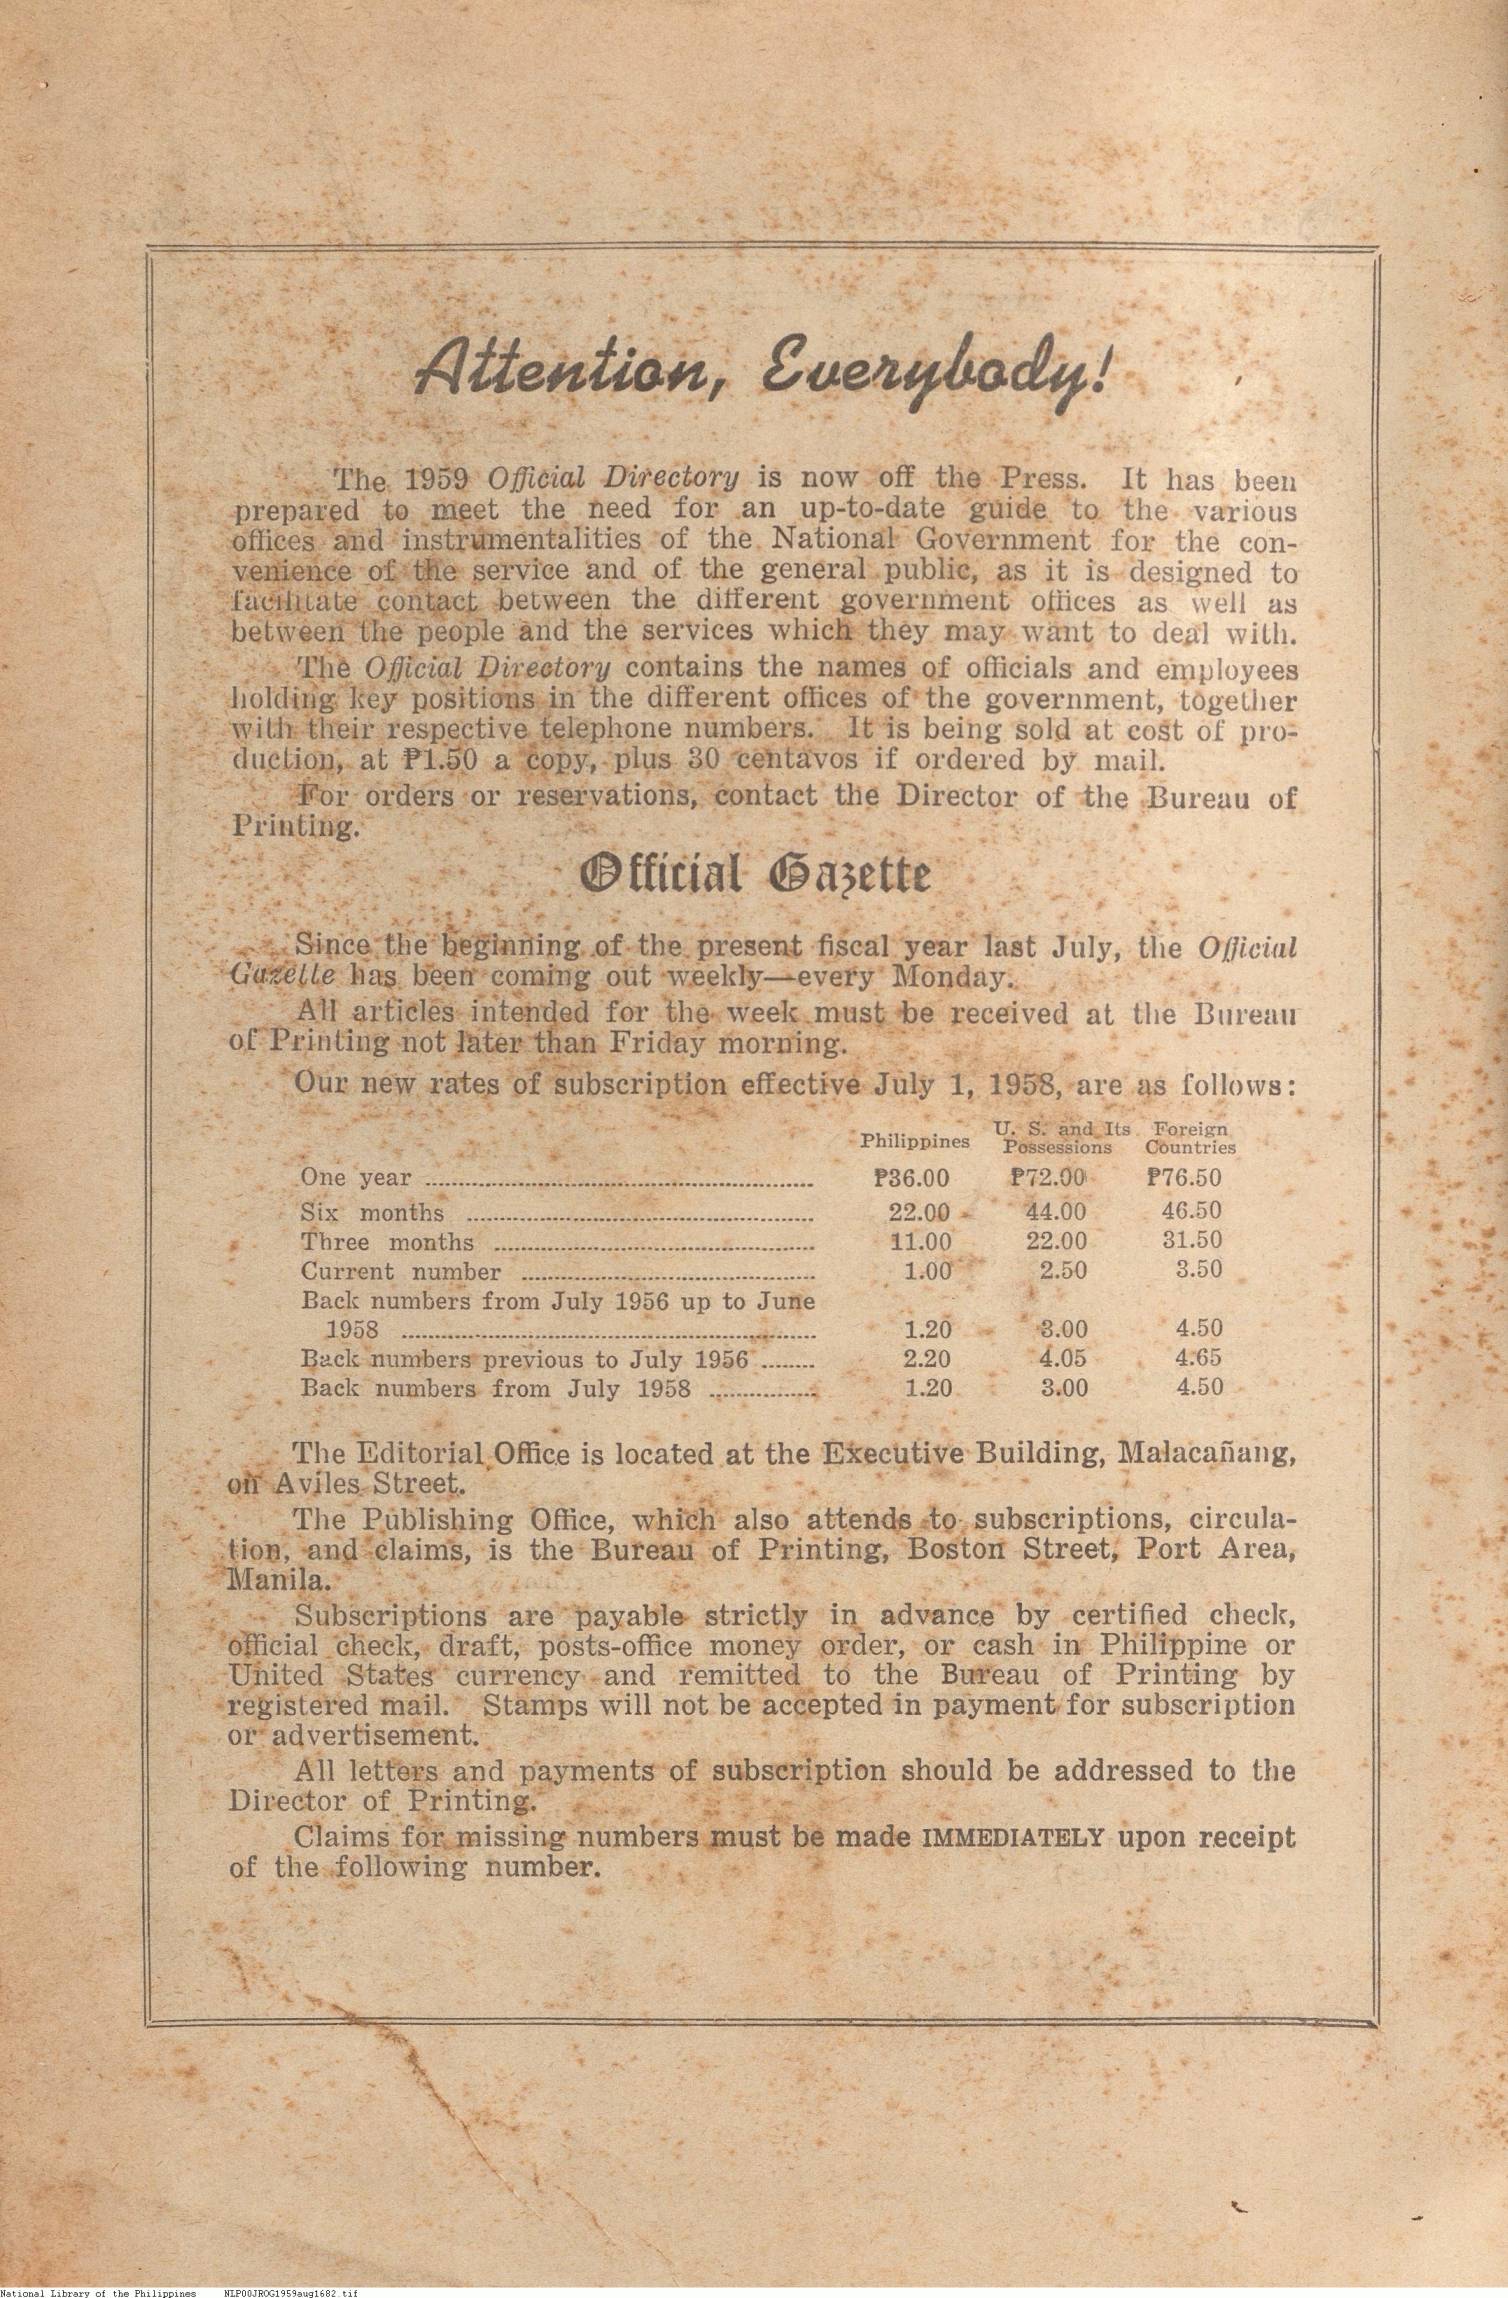 Attention, Everybody!
The 1959 Official Directory is now off the Press. It has been
prepared to meet the need for an up-to-date guide to the various
offices and instrumentalities of the National Government for the con-
venience of the service and of the general public, as it is designed to
facilitate contact between the different government offices as well as
between the people and the services which they may want to deal with.
The Official Directory contains the names of officials and employees
holding key positions in the different offices of the government, together
with their respective telephone numbers. It is being sold at cost of pro-
duction, at ₱1.50 a copy, plus 30 centavos if ordered by mail.
For orders or reservations, contact the Director of the Bureau of
Printing.
Official Gazette
Since the beginning of the present fiscal year last July, the Official
Gazette has been coming out weekly—every Monday.
All articles intended for the week must be received at the Bureau
of Printing not later than Friday morning.
Our new rates of subscription effective July 1, 1958, are as follows:
Philippines U. S. and Its Possessions Foreign Countries
One year ₱36.00 ₱72.00 ₱76.50
Six months 22.00 44.00 46.50
Three months 11.00 22.00 31.50
Current number 1.00 2.50 3.50
Back numbers from July 1956 up to June
1958 1.20 3.00 4.50
Back numbers previous to July 1956 2.20 4.05 4.65
Back numbers from July 1958 1.20 3.00 4.50
The Editorial Office is located at the Executive Building, Malacañang,
on Aviles Street.
The Publishing Office, which also attends to subscriptions, circula-
tion, and claims, is the Bureau of Printing, Boston Street, Port Area,
Manila.
Subscriptions are payable strictly in advance by certified check,
official check, draft, posts-office money order, or cash in Philippine or
United States currency and remitted to the Bureau of Printing by
registered mail. Stamps will not be accepted in payment for subscription
or advertisement.
All letters and payments of subscription should be addressed to the
Director of Printing.
Claims for missing numbers must be made IMMEDIATELY upon receipt
of the following number.
National Library of the Philippines NLP00JROG1959aug1682.tif